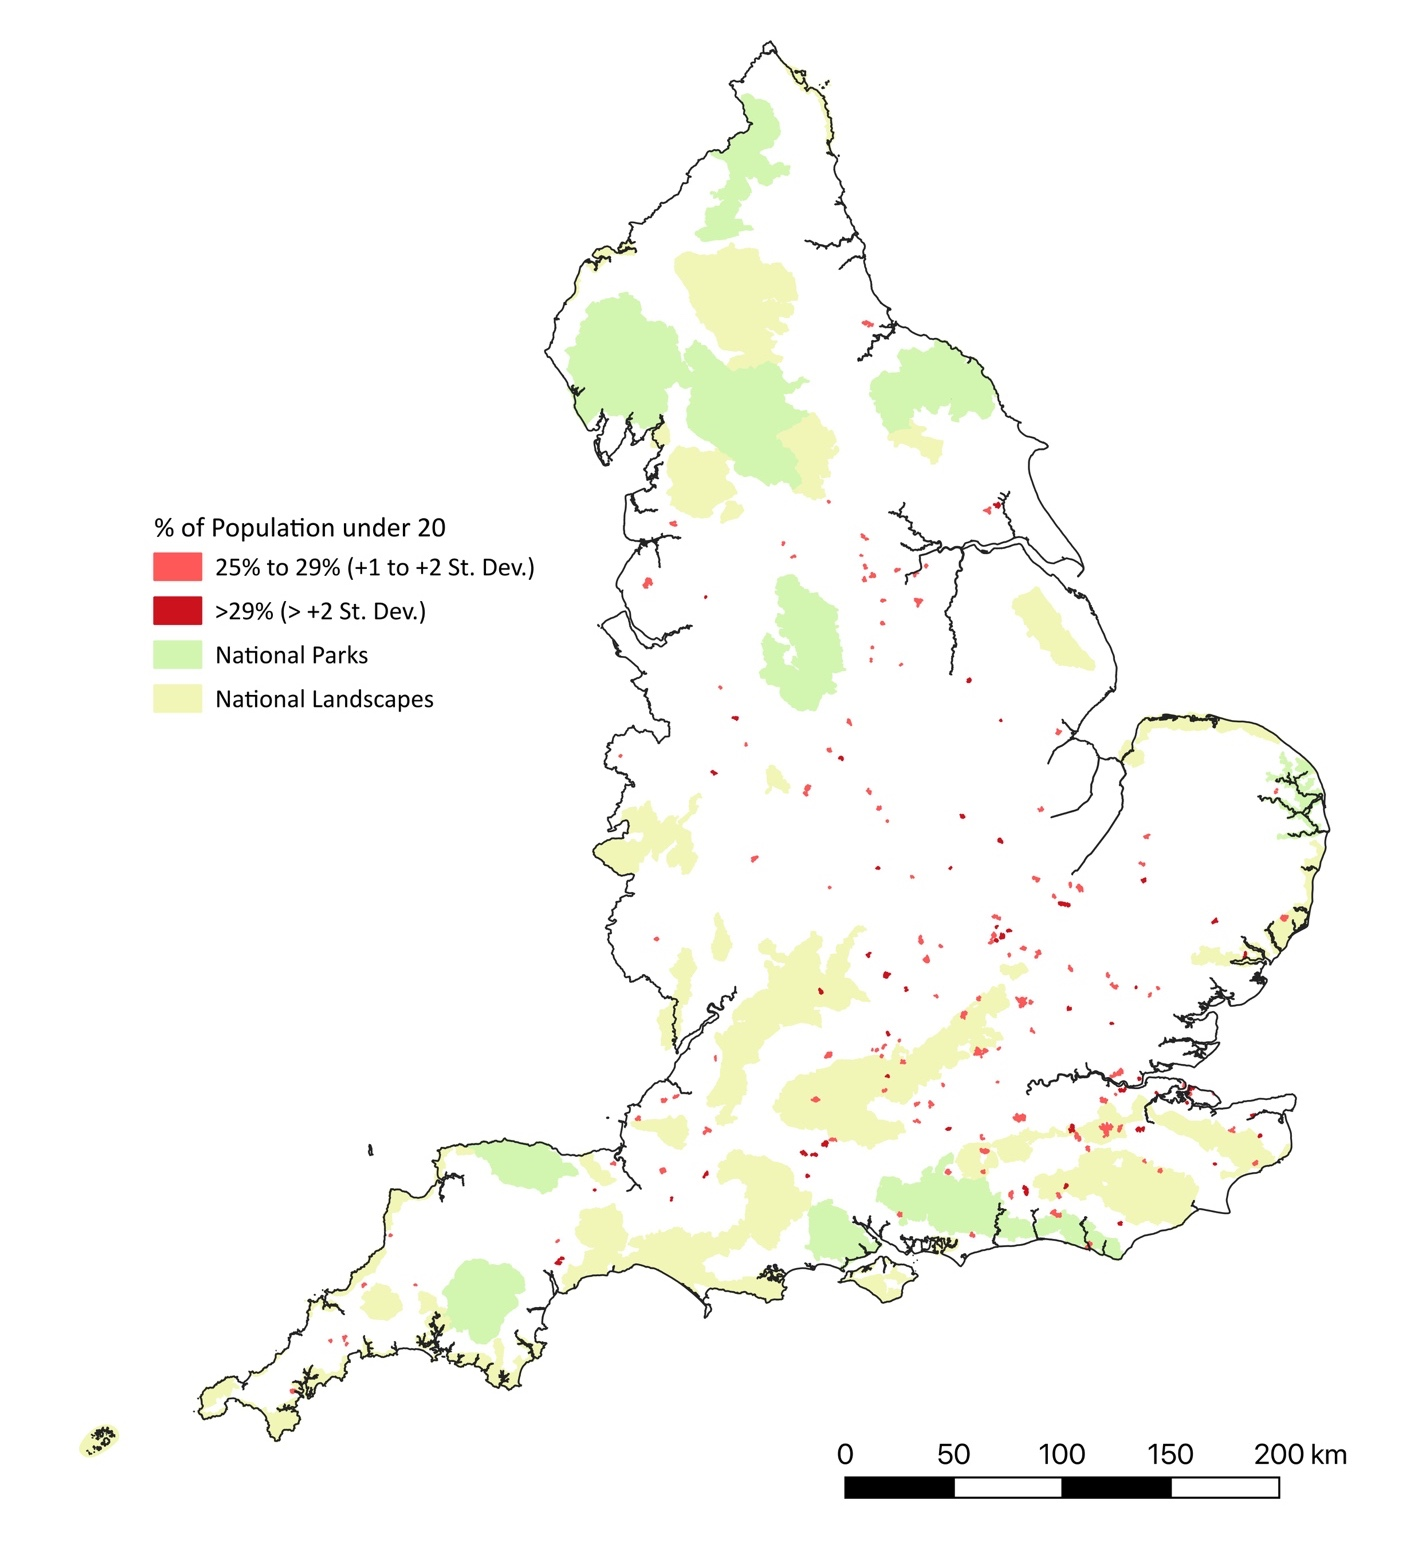 % of Population under 20
25% to 29% (+1 to +2 St. Dev.)
>29% (> +2 St. Dev.)
National Parks
National Landscapes
0 50 100 150 200 km